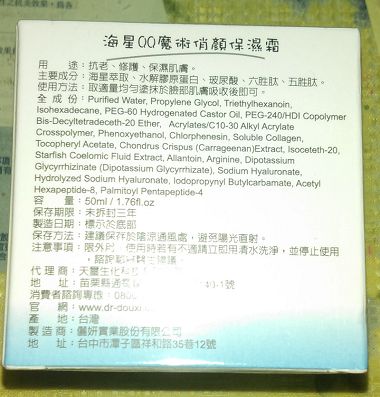 海星QQ魔術俏顏保濕霜
用 途：抗老、修護、保濕肌膚。
主要成分：海星萃取、水解膠原蛋白、玻尿酸、六胜肽、五胜肽。
使用方法：取適量均勻塗抹於臉部肌膚吸收後即可。
全 成 份：Purified Water, Propylene Glycol, Triethylhexanoin,
Isohexadecane, PEG-60 Hydrogenated Castor Oil, PEG-240/HDI Copolymer
Bis-Decyltetradeceth-20 Ether, Acrylates/C10-30 Alkyl Acrylate
Crosspolymer, Phenoxyethanol, Chlorphenesin, Soluble Collagen,
Tocopheryl Acetate, Chondrus Crispus (Carrageenan)Extract, Isoceteth-20,
Starfish Coelomic Fluid Extract, Allantoin, Arginine, Dipotassium
Glycyrrhizinate (Dipotassium Glycyrrhizate), Sodium Hyaluronate,
Hydrolyzed Sodium Hyaluronate, Iodopropynyl Butylcarbamate, Acetyl
Hexapeptide-8, Palmitoyl Pentapeptide-4
容 量：50ml / 1.76fl.oz
保存期限：未拆封三年
製造日期：標示於底部
保存方法：建議保存於陰涼通風處，避免陽光直射。
注意事項：限外用，使用時若有不適請立即用清水洗淨，並停止使用
代 理 商：天璽生化
地 址：苗栗縣通 -1號
消費者諮詢專線：080
官 網：www.dr-douxi
產 地：台灣
製 造 商：儷妍實業股份有限公司
地 址：台中市潭子區祥和路35巷12號